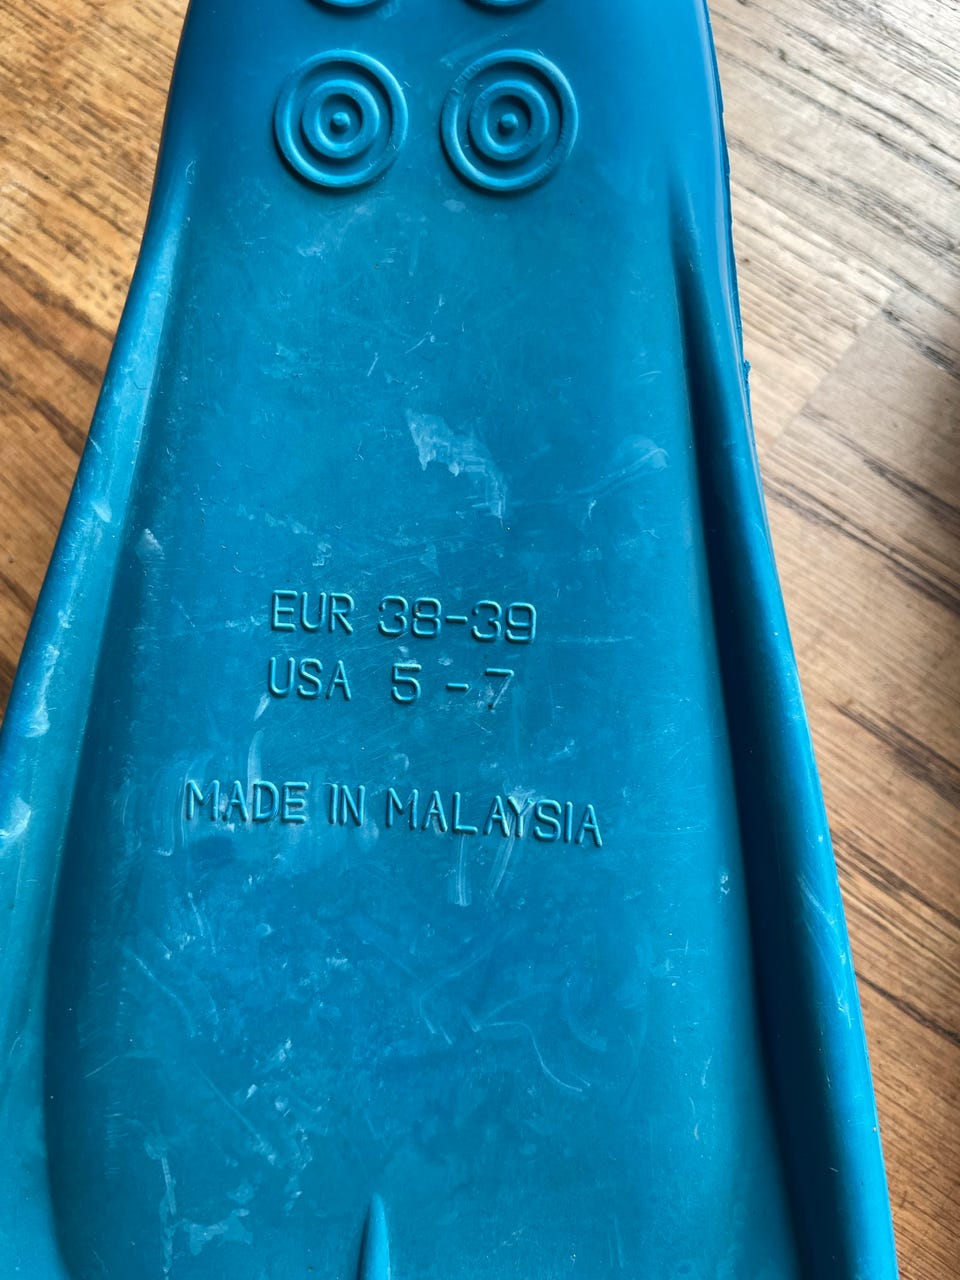 EUR 38-39
USA 5 - 7
MADE IN MALAYSIA